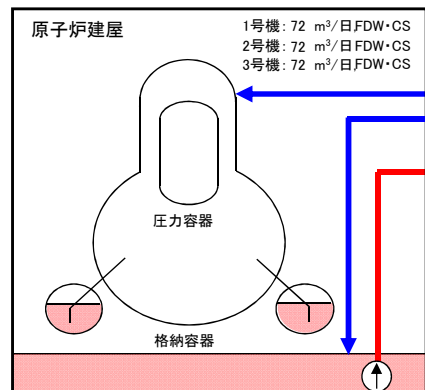 原子炉建屋
1号機: 72 m³/日,FDW・CS
2号機: 72 m³/日,FDW・CS
3号機: 72 m³/日,FDW・CS
圧力容器
格納容器